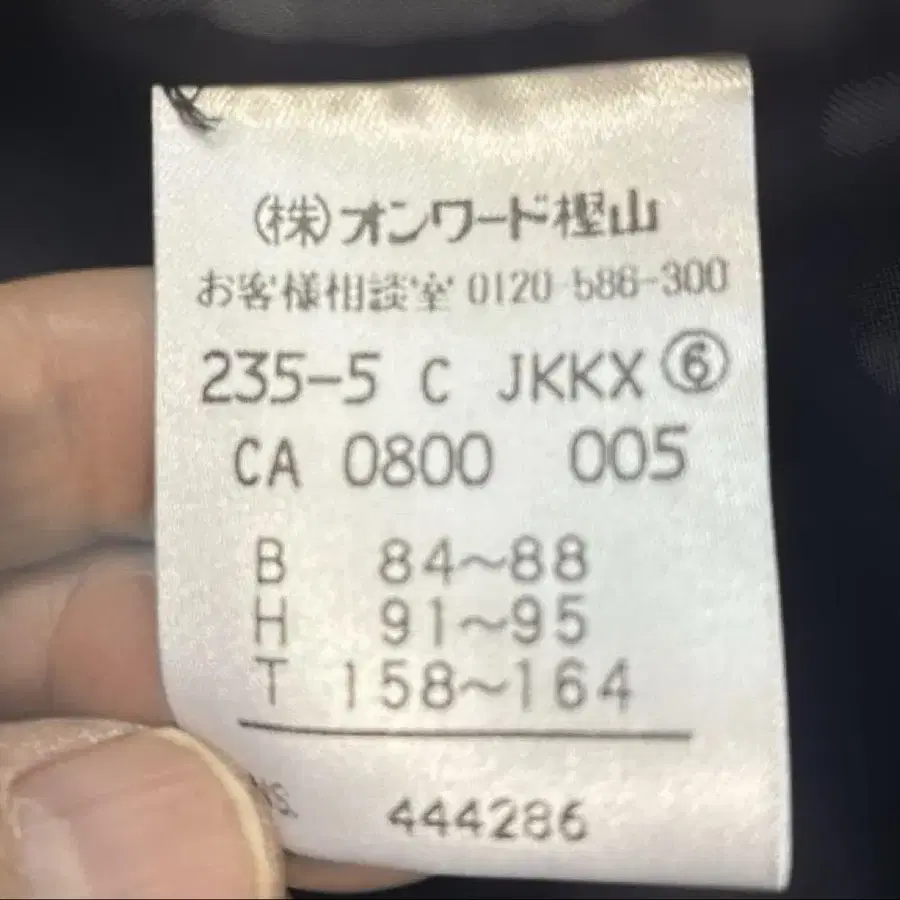 (株)オンワード樫山
お客様相談室 0120-586-300
235-5 C JKKX ⑥
CA 0800 005
B 84~88
H 91~95
T 158~164
NS. 444286